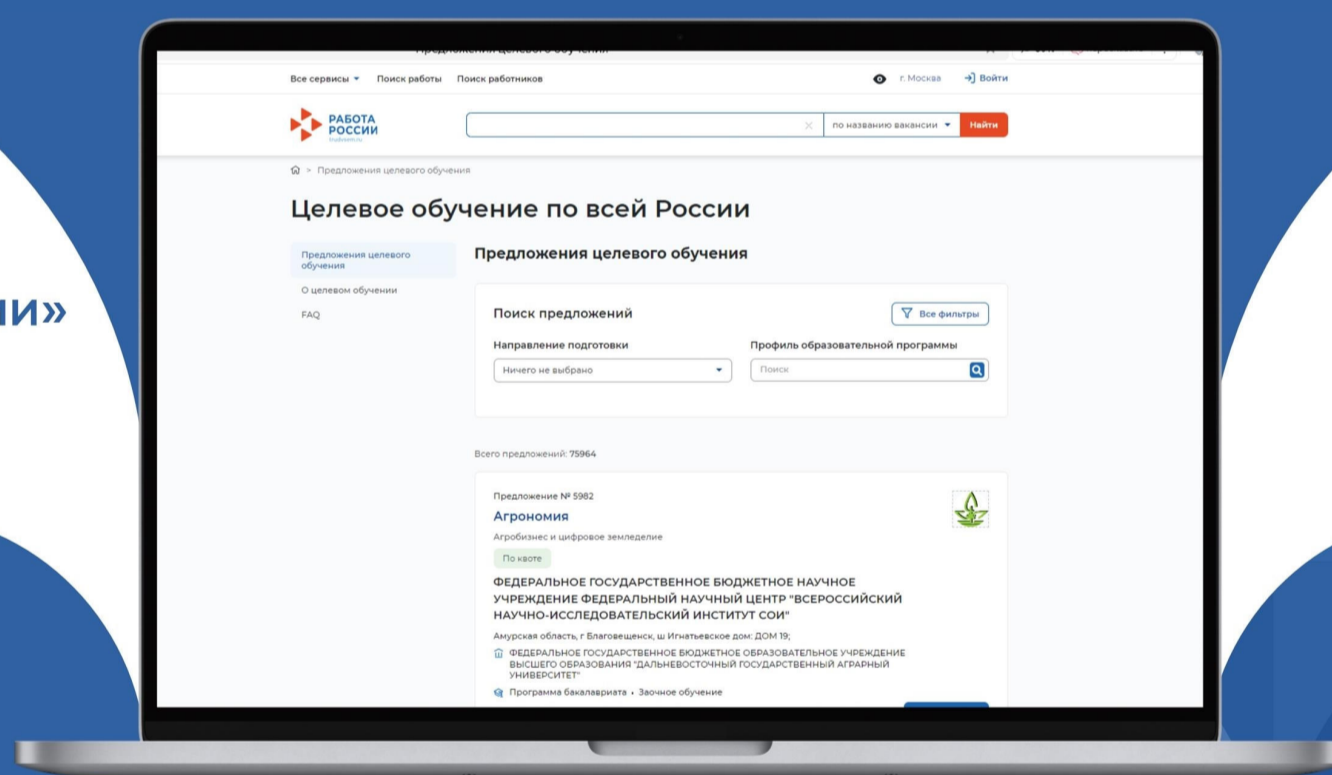 Все сервисы Поиск работы Поиск работников г. Москва Войти
РАБОТА
РОССИИ
trudvsem.ru
по названию вакансии Найти
> Предложения целевого обучения
Целевое обучение по всей России
Предложения целевого
обучения
О целевом обучении
FAQ
ИИ»
Предложения целевого обучения
Поиск предложений Все фильтры
Направление подготовки Профиль образовательной программы
Ничего не выбрано Поиск
Всего предложений: 75964
Предложение № 5982
Агрономия
Агробизнес и цифровое земледелие
По квоте
ФЕДЕРАЛЬНОЕ ГОСУДАРСТВЕННОЕ БЮДЖЕТНОЕ НАУЧНОЕ
УЧРЕЖДЕНИЕ ФЕДЕРАЛЬНЫЙ НАУЧНЫЙ ЦЕНТР "ВСЕРОССИЙСКИЙ
НАУЧНО-ИССЛЕДОВАТЕЛЬСКИЙ ИНСТИТУТ СОИ"
Амурская область, г Благовещенск, ш Игнатьевское дом: ДОМ 19;
ФЕДЕРАЛЬНОЕ ГОСУДАРСТВЕННОЕ БЮДЖЕТНОЕ ОБРАЗОВАТЕЛЬНОЕ УЧРЕЖДЕНИЕ
ВЫСШЕГО ОБРАЗОВАНИЯ "ДАЛЬНЕВОСТОЧНЫЙ ГОСУДАРСТВЕННЫЙ АГРАРНЫЙ
УНИВЕРСИТЕТ"
Программа бакалавриата • Заочное обучение